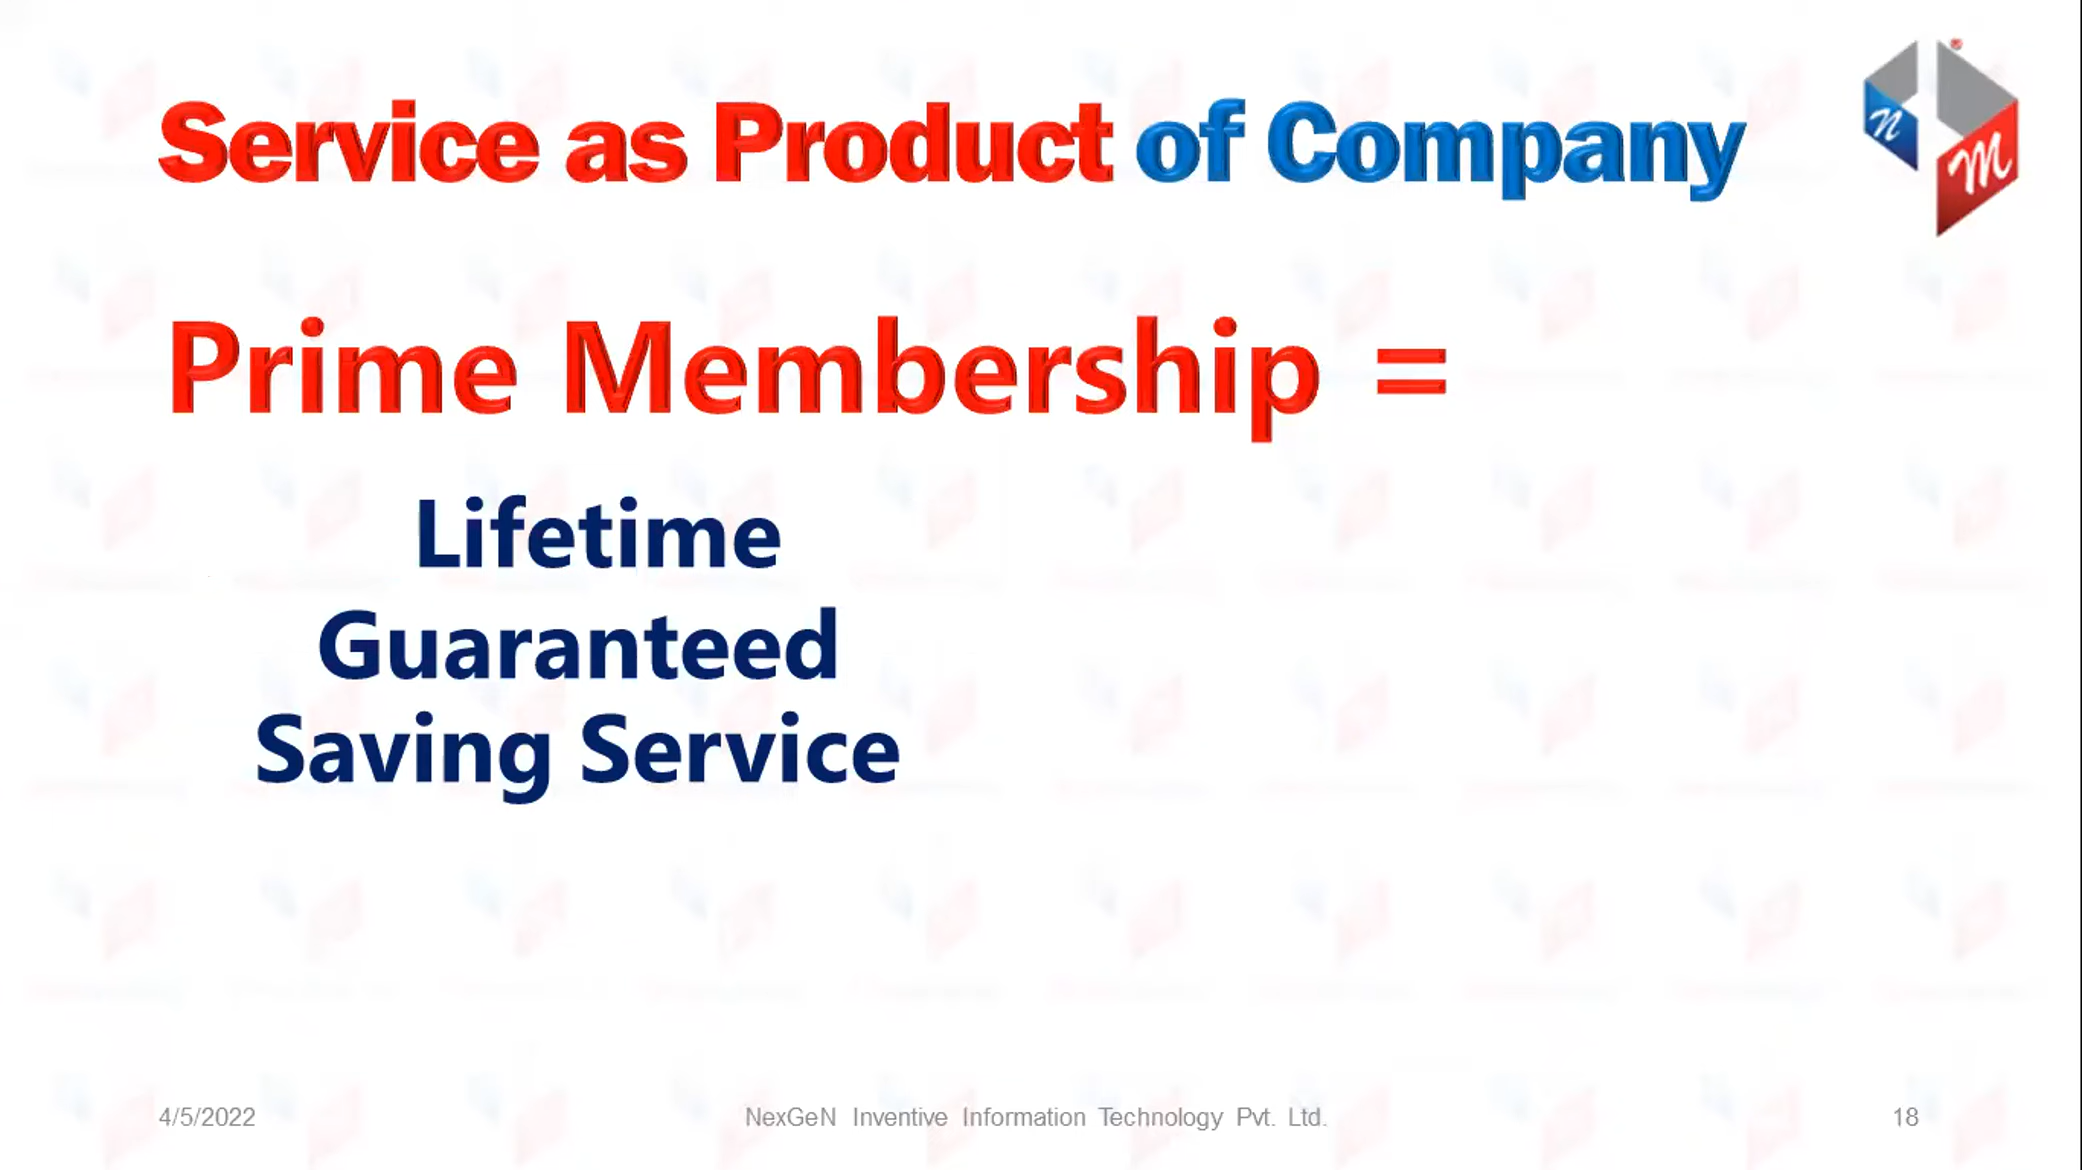 Service as Product of Company
n
m
Prime Membership =
Lifetime
Guaranteed
Saving Service
4/5/2022
NexGeN Inventive Information Technology Pvt. Ltd.
18